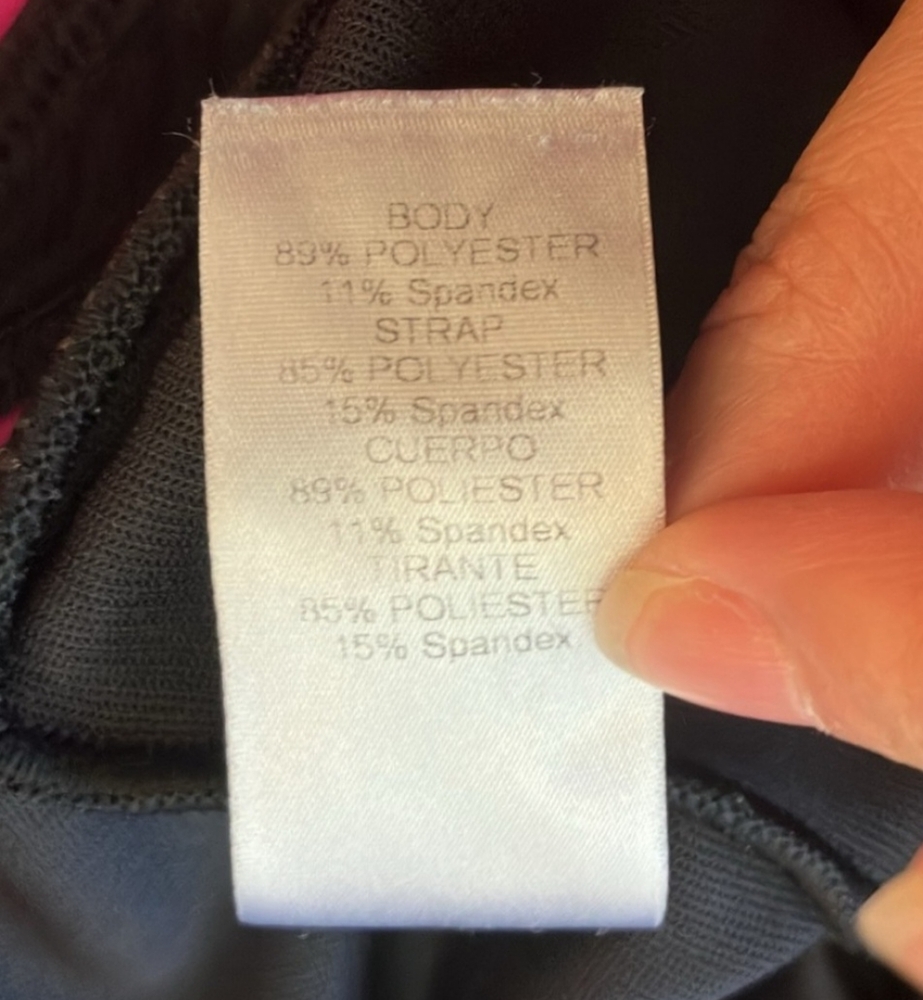 BODY
89% POLYESTER
11% Spandex
STRAP
85% POLYESTER
15% Spandex
CUERPO
89% POLIESTER
11% Spandex
TIRANTE
85% POLIESTER
15% Spandex